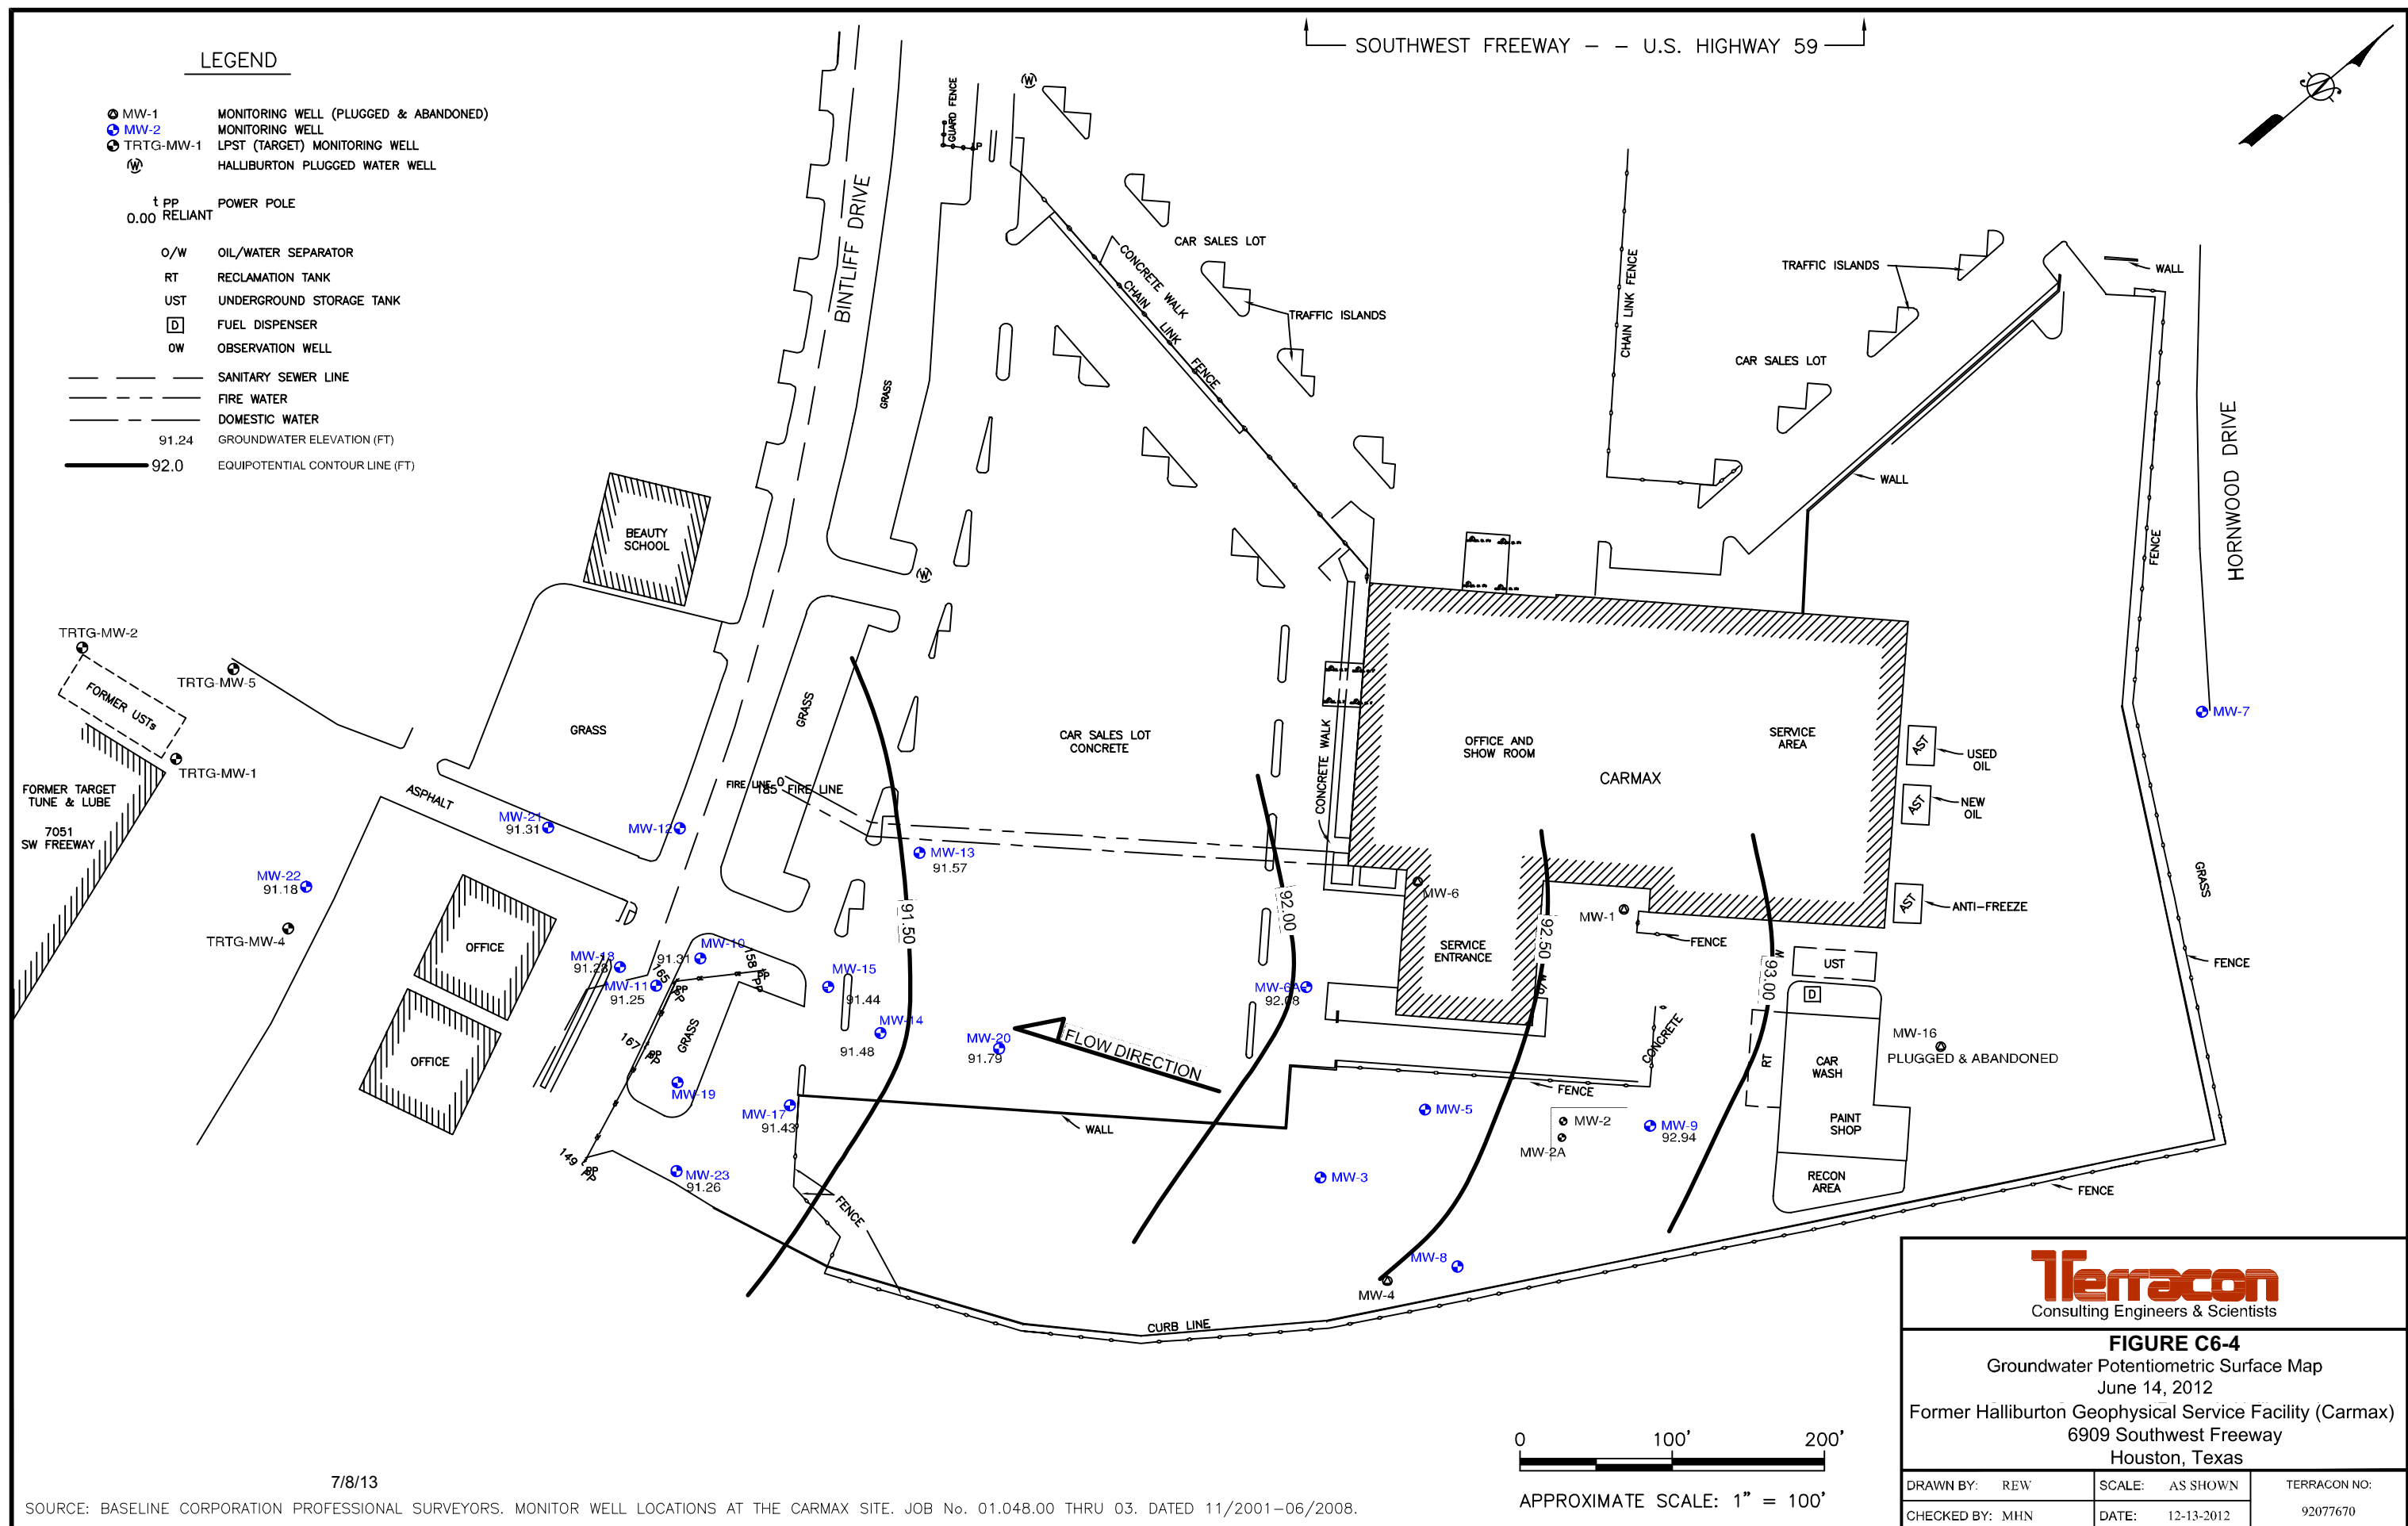 LEGEND
MW-1 MONITORING WELL (PLUGGED & ABANDONED)
MW-2 MONITORING WELL
TRTG-MW-1 LPST (TARGET) MONITORING WELL
W HALLIBURTON PLUGGED WATER WELL
t PP POWER POLE
0.00 RELIANT
O/W OIL/WATER SEPARATOR
RT RECLAMATION TANK
UST UNDERGROUND STORAGE TANK
D FUEL DISPENSER
OW OBSERVATION WELL
SANITARY SEWER LINE
FIRE WATER
DOMESTIC WATER
91.24 GROUNDWATER ELEVATION (FT)
92.0 EQUIPOTENTIAL CONTOUR LINE (FT)
SOUTHWEST FREEWAY - - U.S. HIGHWAY 59
N
W
GUARD FENCE
BINTLIFF DRIVE
GRASS
CAR SALES LOT
CONCRETE WALK
CHAIN LINK FENCE
TRAFFIC ISLANDS
CHAIN LINK FENCE
TRAFFIC ISLANDS
CAR SALES LOT
WALL
WALL
HORNWOOD DRIVE
FENCE
BEAUTY
SCHOOL
W
TRTG-MW-2
TRTG-MW-5
FORMER USTs
TRTG-MW-1
FORMER TARGET
TUNE & LUBE
7051
SW FREEWAY
ASPHALT
GRASS
GRASS
FIRE LINE
185' FIRE LINE
CAR SALES LOT
CONCRETE
CONCRETE WALK
OFFICE AND
SHOW ROOM
SERVICE
AREA
CARMAX
AST
USED
OIL
AST
NEW
OIL
AST
ANTI-FREEZE
MW-7
GRASS
FENCE
MW-21
91.31
MW-12
MW-13
91.57
MW-22
91.18
TRTG-MW-4
OFFICE
OFFICE
MW-18
91.28
MW-10
91.31
MW-11
91.25
165
PP
PP
158
PP
PP
167
PP
PP
GRASS
MW-15
91.44
MW-14
91.48
MW-20
91.79
91.50
92.00
92.50
93.00
MW-6
MW-6A
92.08
SERVICE
ENTRANCE
MW-1
FENCE
O/W
W
UST
D
RT
CAR
WASH
PAINT
SHOP
RECON
AREA
MW-16
PLUGGED & ABANDONED
CONCRETE
FENCE
FLOW DIRECTION
MW-19
MW-17
91.43
WALL
MW-5
MW-2
MW-2A
MW-9
92.94
MW-3
MW-23
91.26
149
PP
PP
FENCE
MW-8
MW-4
FENCE
CURB LINE
Terracon
Consulting Engineers & Scientists
FIGURE C6-4
Groundwater Potentiometric Surface Map
June 14, 2012
Former Halliburton Geophysical Service Facility (Carmax)
6909 Southwest Freeway
Houston, Texas
DRAWN BY: REW SCALE: AS SHOWN TERRACON NO:
CHECKED BY: MHN DATE: 12-13-2012 92077670
0 100' 200'
APPROXIMATE SCALE: 1" = 100'
7/8/13
SOURCE: BASELINE CORPORATION PROFESSIONAL SURVEYORS. MONITOR WELL LOCATIONS AT THE CARMAX SITE. JOB No. 01.048.00 THRU 03. DATED 11/2001-06/2008.